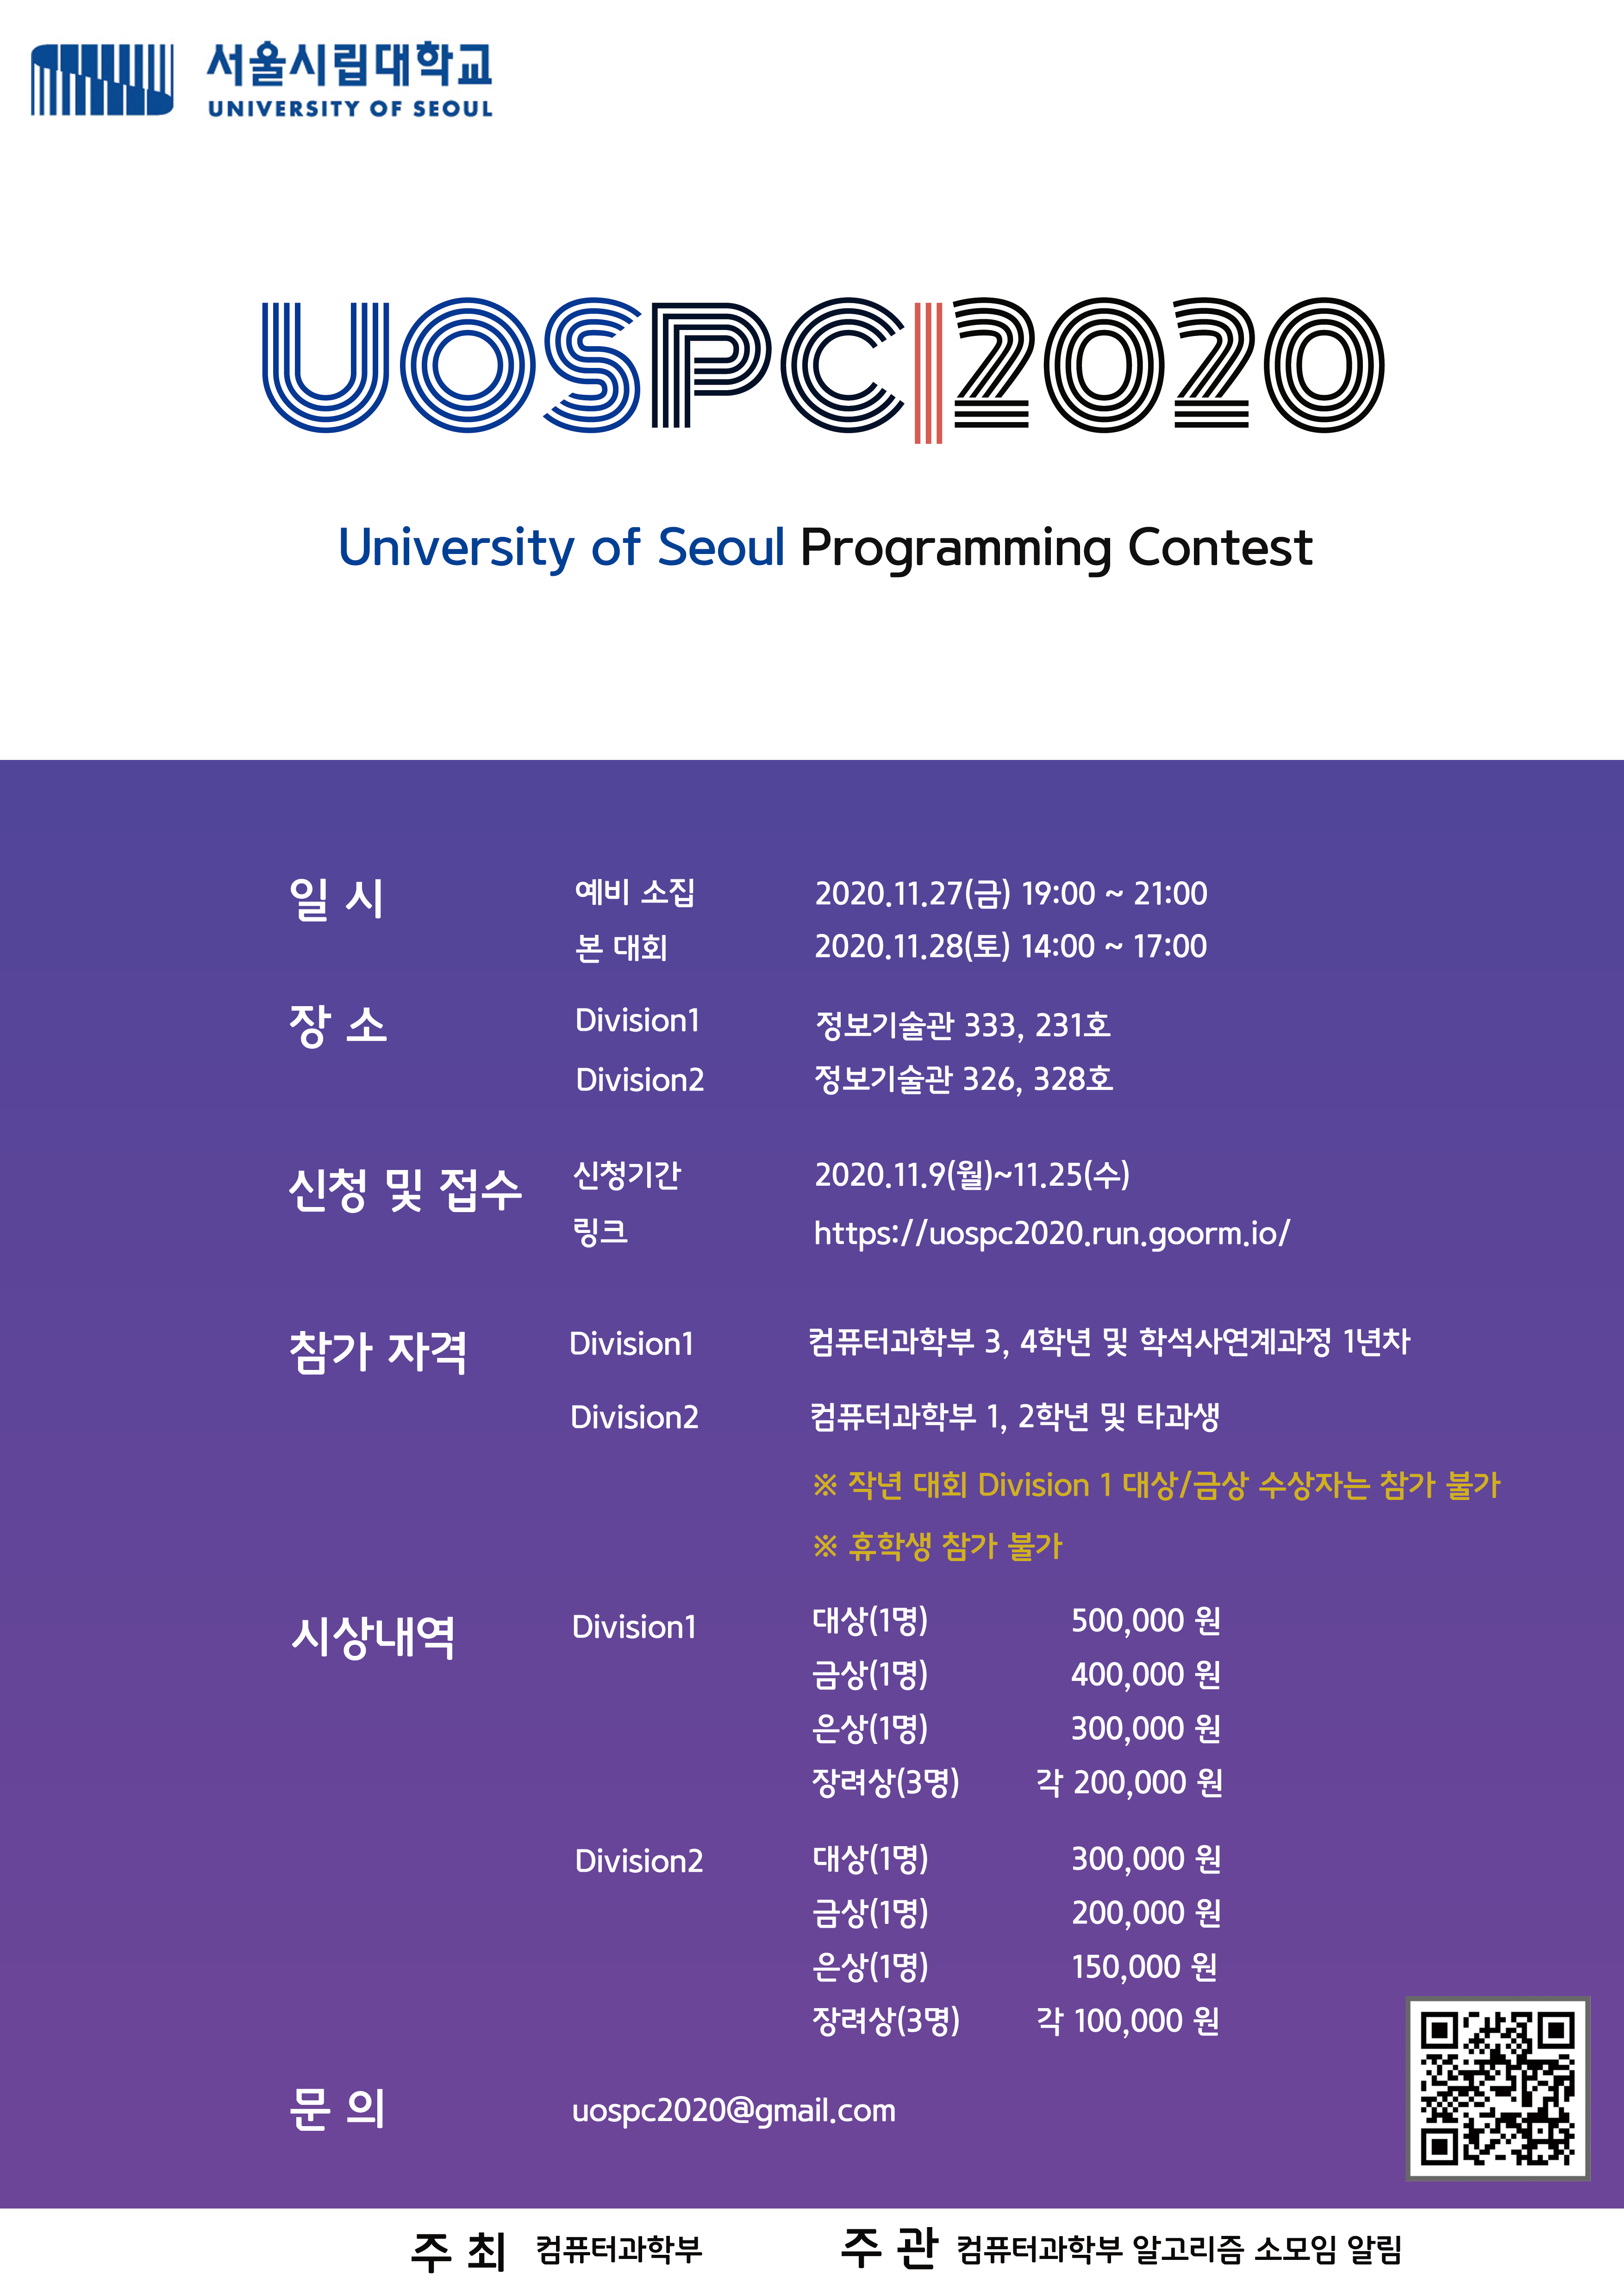 서울시립대학교
UNIVERSITY OF SEOUL
UOSPC|2020
University of Seoul Programming Contest
일 시
예비 소집 2020.11.27(금) 19:00 ~ 21:00
본 대회 2020.11.28(토) 14:00 ~ 17:00
장 소
Division1 정보기술관 333, 231호
Division2 정보기술관 326, 328호
신청 및 접수
신청기간 2020.11.9(월)~11.25(수)
링크 https://uospc2020.run.goorm.io/
참가 자격
Division1 컴퓨터과학부 3, 4학년 및 학석사연계과정 1년차
Division2 컴퓨터과학부 1, 2학년 및 타과생
※ 작년 대회 Division 1 대상/금상 수상자는 참가 불가
※ 휴학생 참가 불가
시상내역
Division1 대상(1명) 500,000 원
금상(1명) 400,000 원
은상(1명) 300,000 원
장려상(3명) 각 200,000 원
Division2 대상(1명) 300,000 원
금상(1명) 200,000 원
은상(1명) 150,000 원
장려상(3명) 각 100,000 원
문 의 uospc2020@gmail.com
주 최 컴퓨터과학부 주 관 컴퓨터과학부 알고리즘 소모임 알림